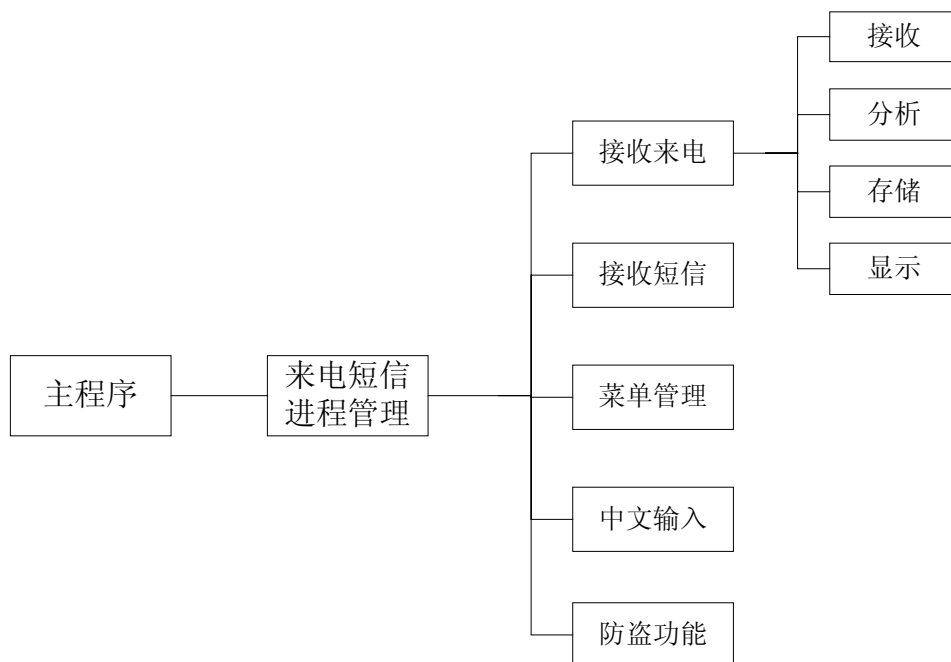 接收
分析
接收来电
存储
接收短信
显示
主程序
来电短信
进程管理
菜单管理
中文输入
防盗功能